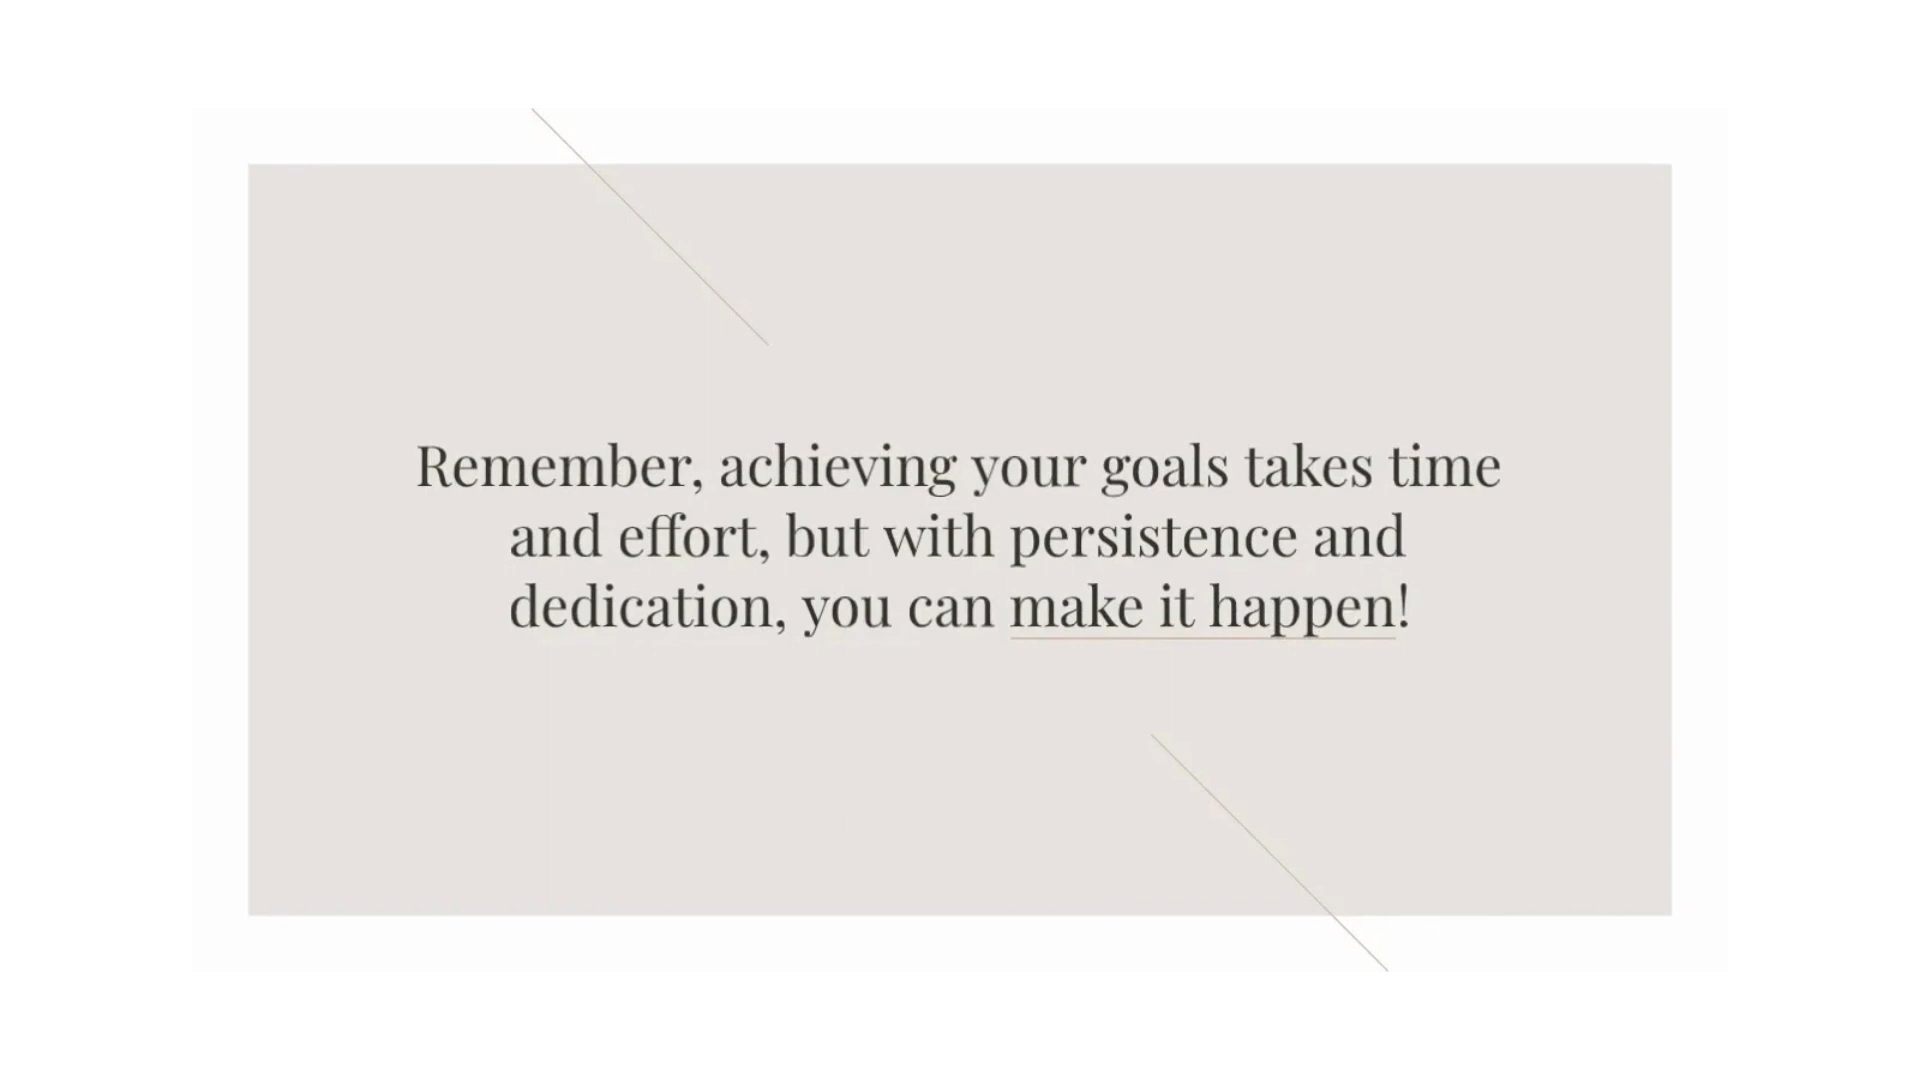 Remember, achieving your goals takes time
and effort, but with persistence and
dedication, you can make it happen!